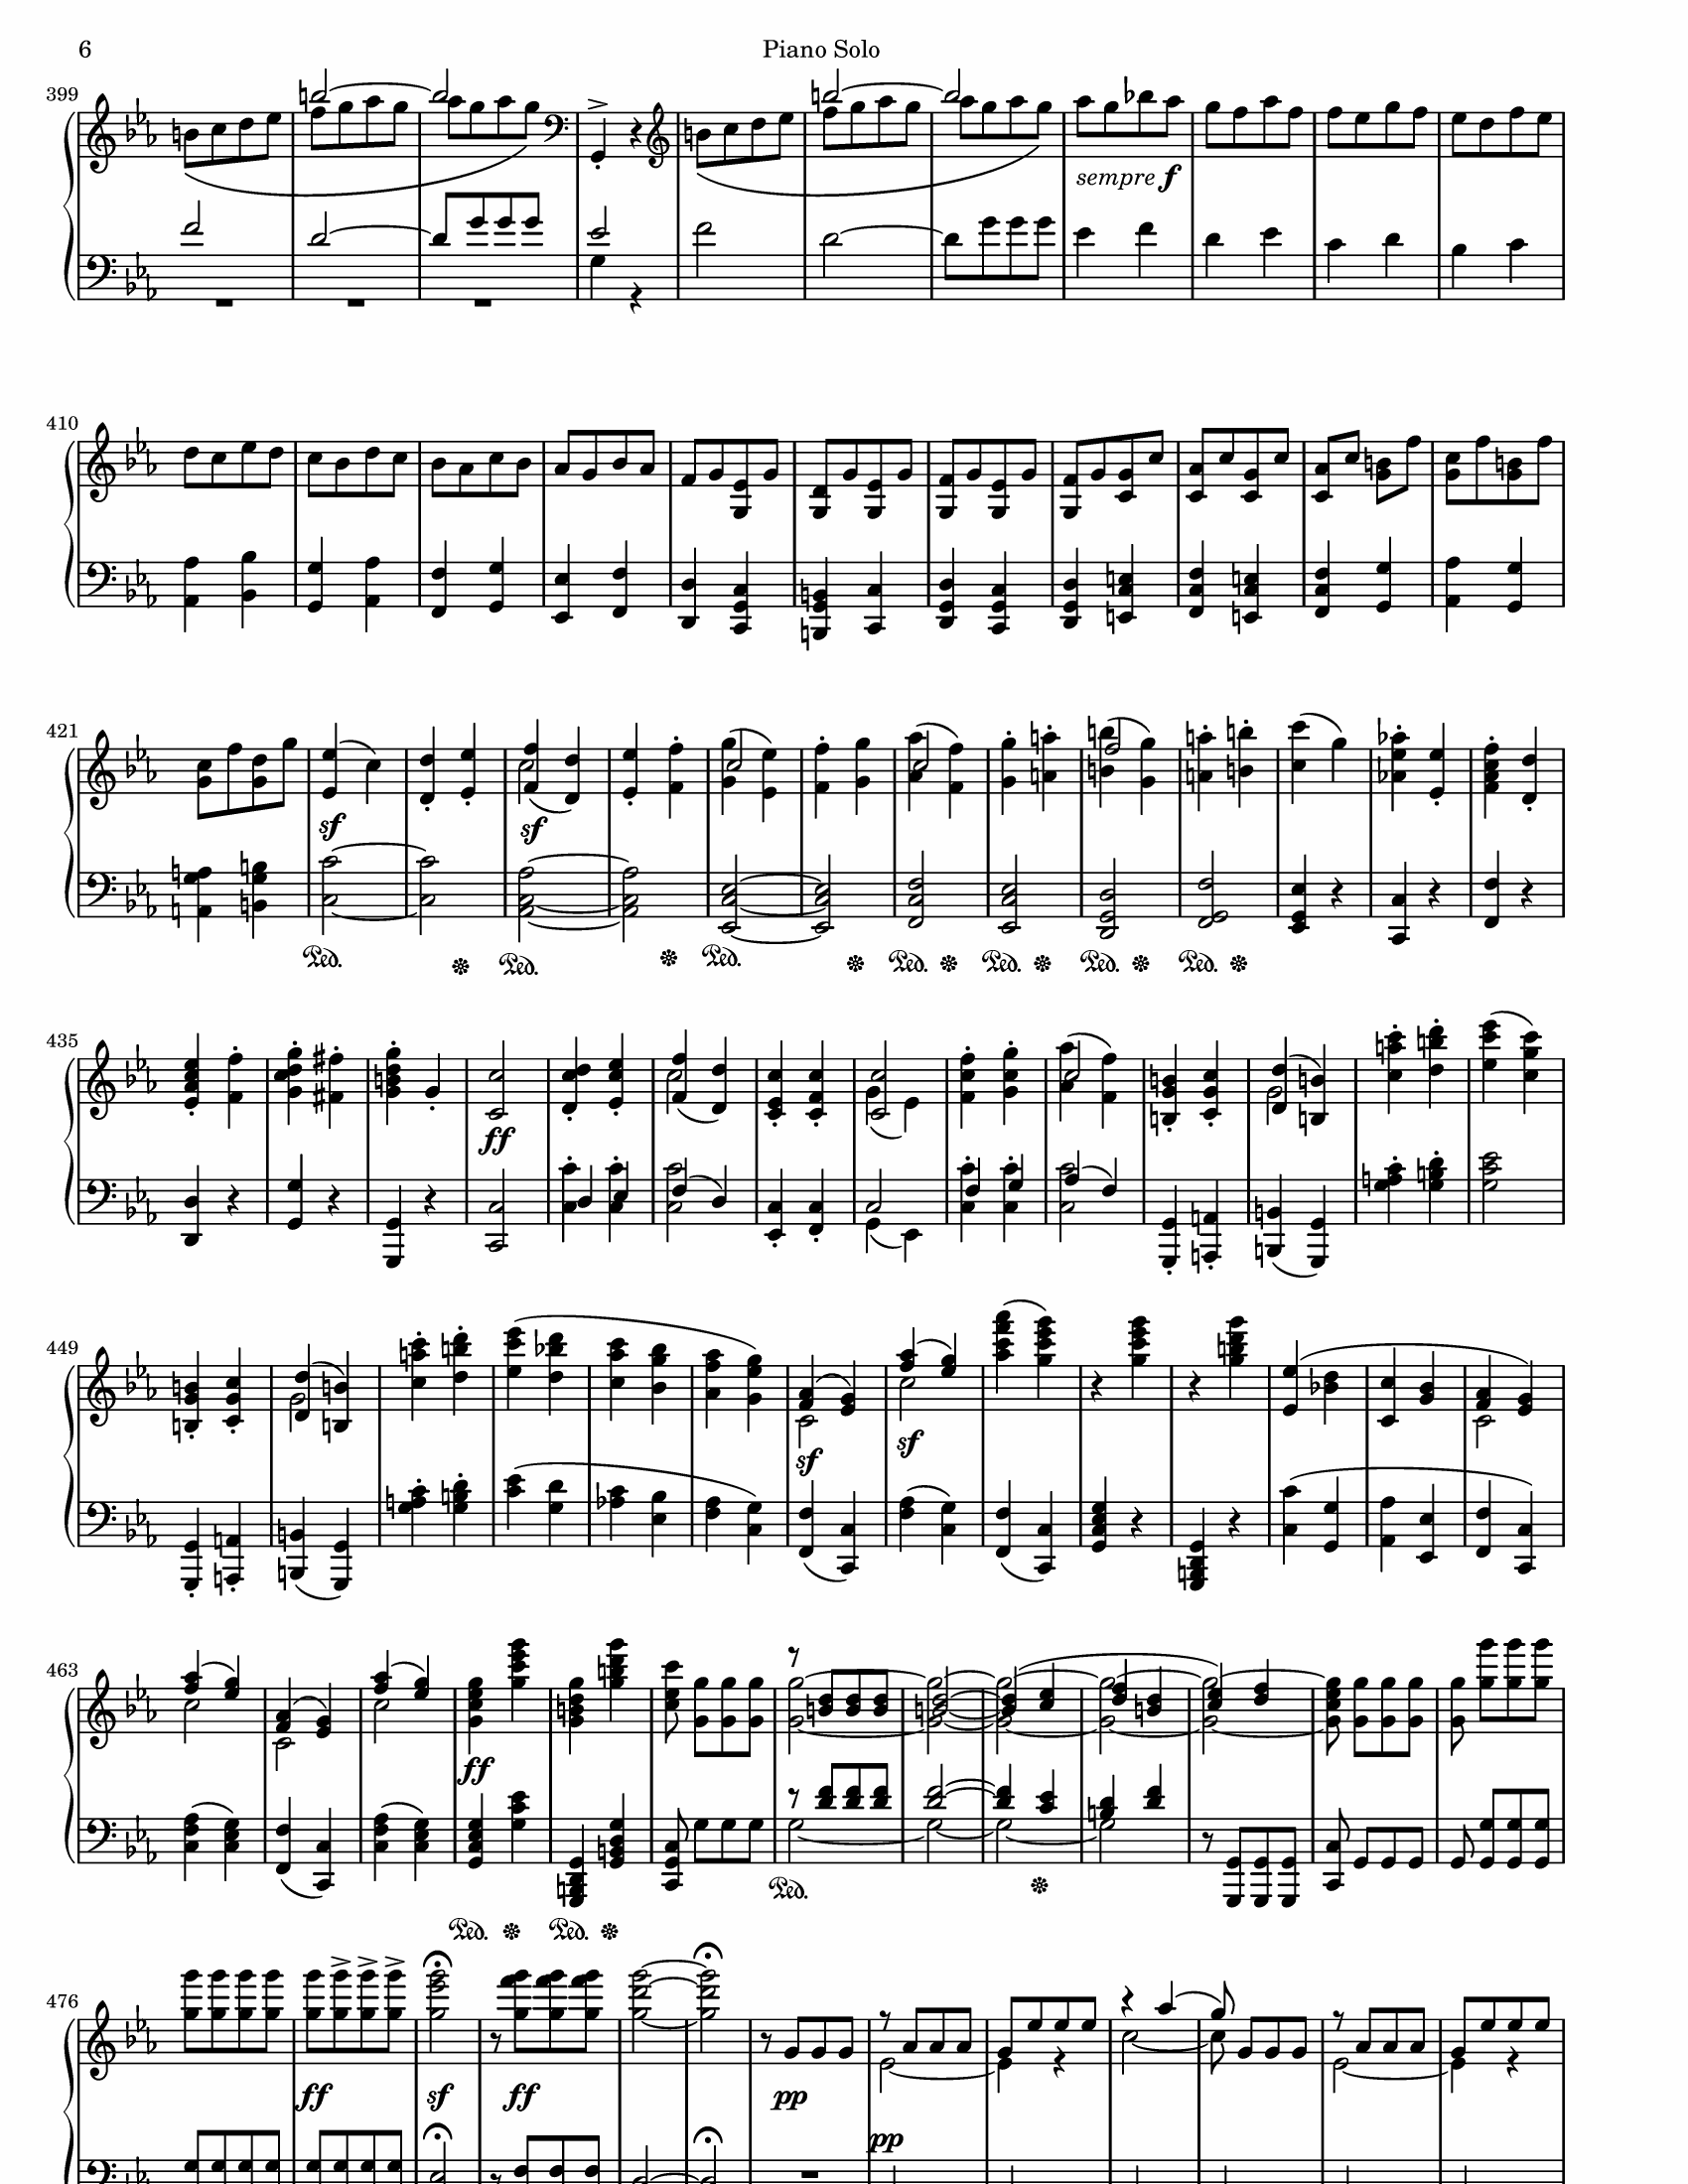 6 Piano Solo
399
sempre f
410
421
sf sf
Ped. Ped. Ped. Ped. Ped. Ped. Ped.
435
ff
449
sf sf
463
ff
Ped. Ped. Ped.
476
ff sf ff pp
pp